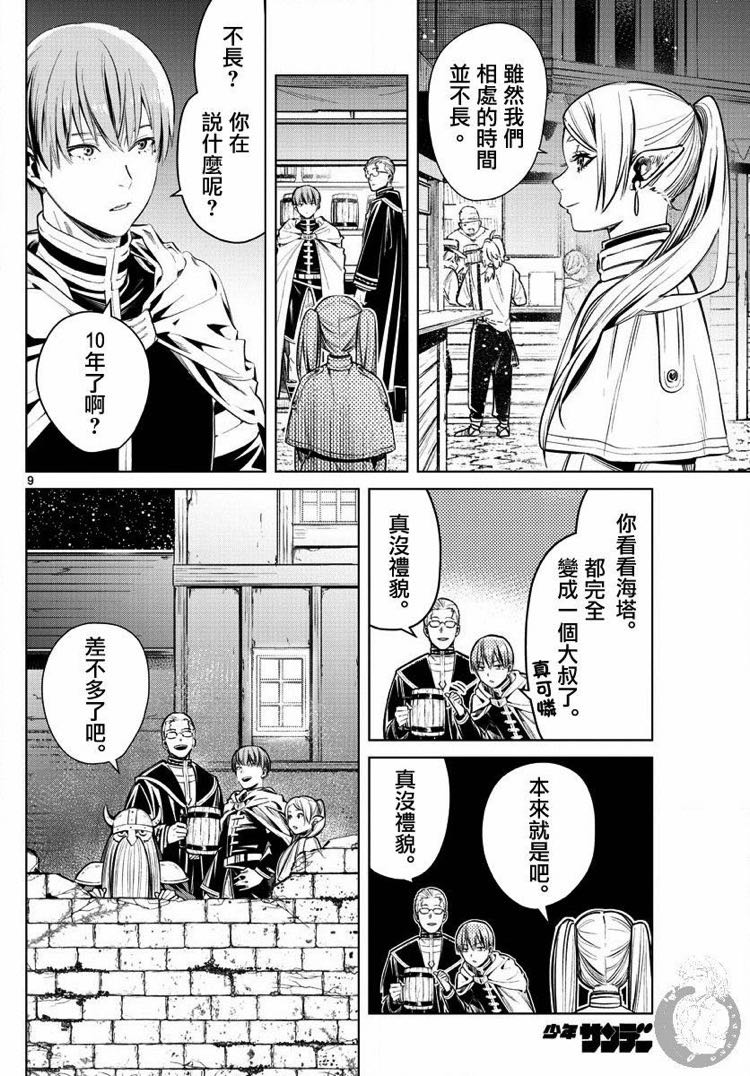 雖然我們
相處的時間
並不長。
不長？
你在
説什麼呢？
10年了啊？
9
你看看海塔。
都完全
變成一個大叔了。
真可憐
真沒禮貌。
本來就是吧。
真沒禮貌。
差不多了吧。
少年サンデー